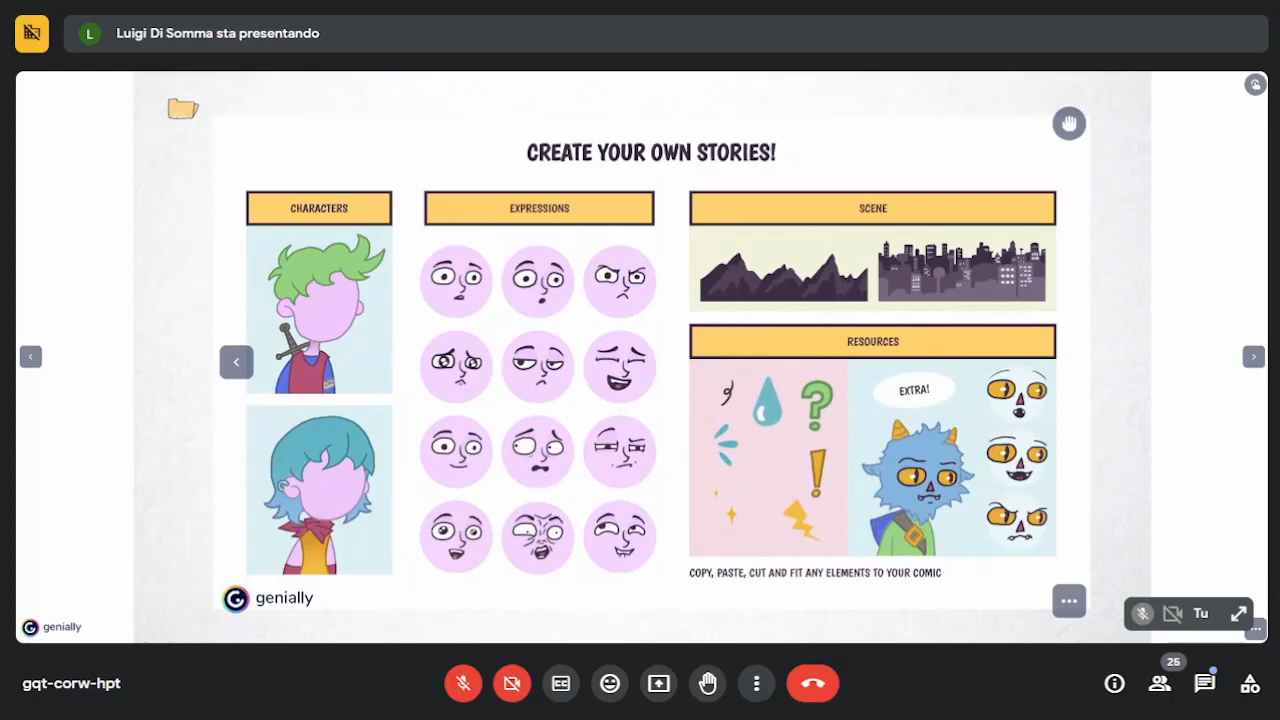 L
Luigi Di Somma sta presentando
CREATE YOUR OWN STORIES!
CHARACTERS
EXPRESSIONS
SCENE
RESOURCES
EXTRA!
COPY, PASTE, CUT AND FIT ANY ELEMENTS TO YOUR COMIC
genially
genially
Tu
gqt-corw-hpt
25